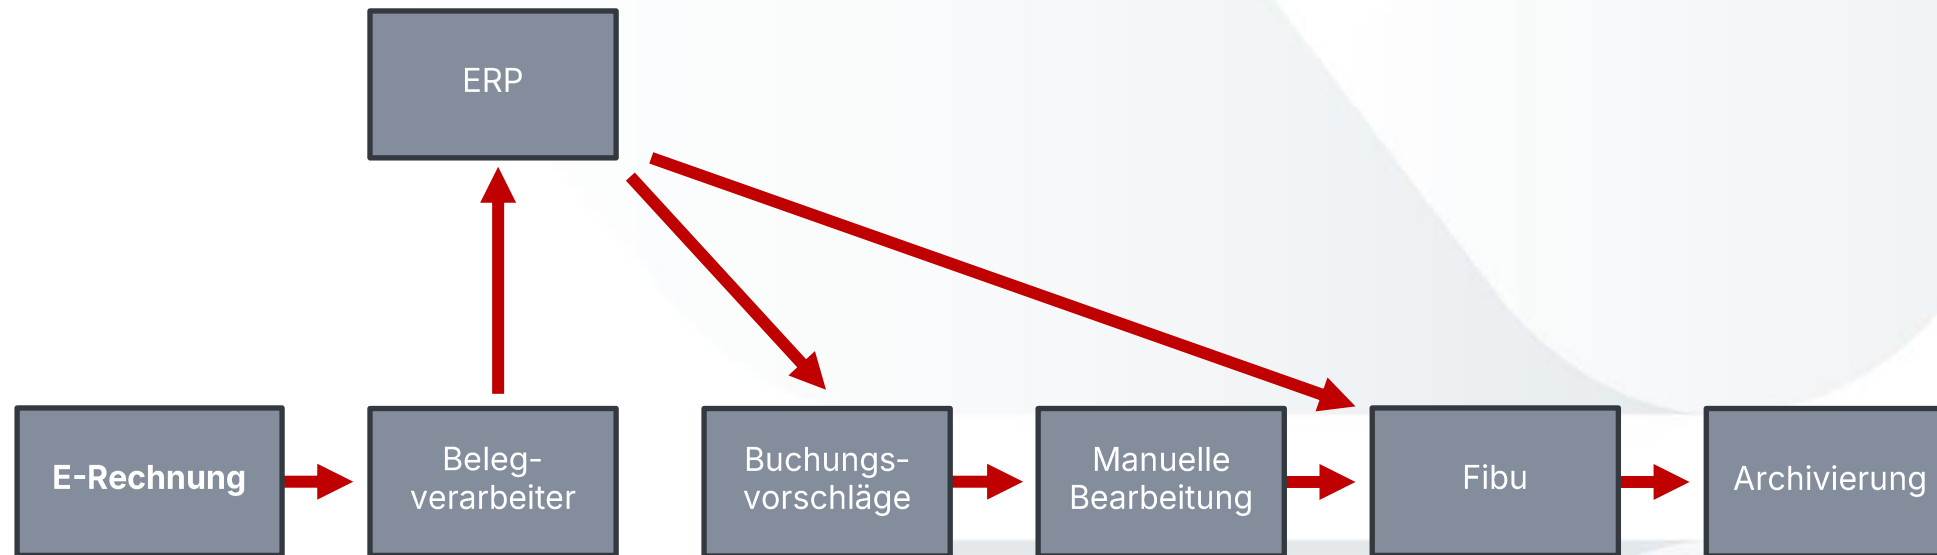 ERP
E-Rechnung
Beleg-
verarbeiter
Buchungs-
vorschläge
Manuelle
Bearbeitung
Fibu
Archivierung